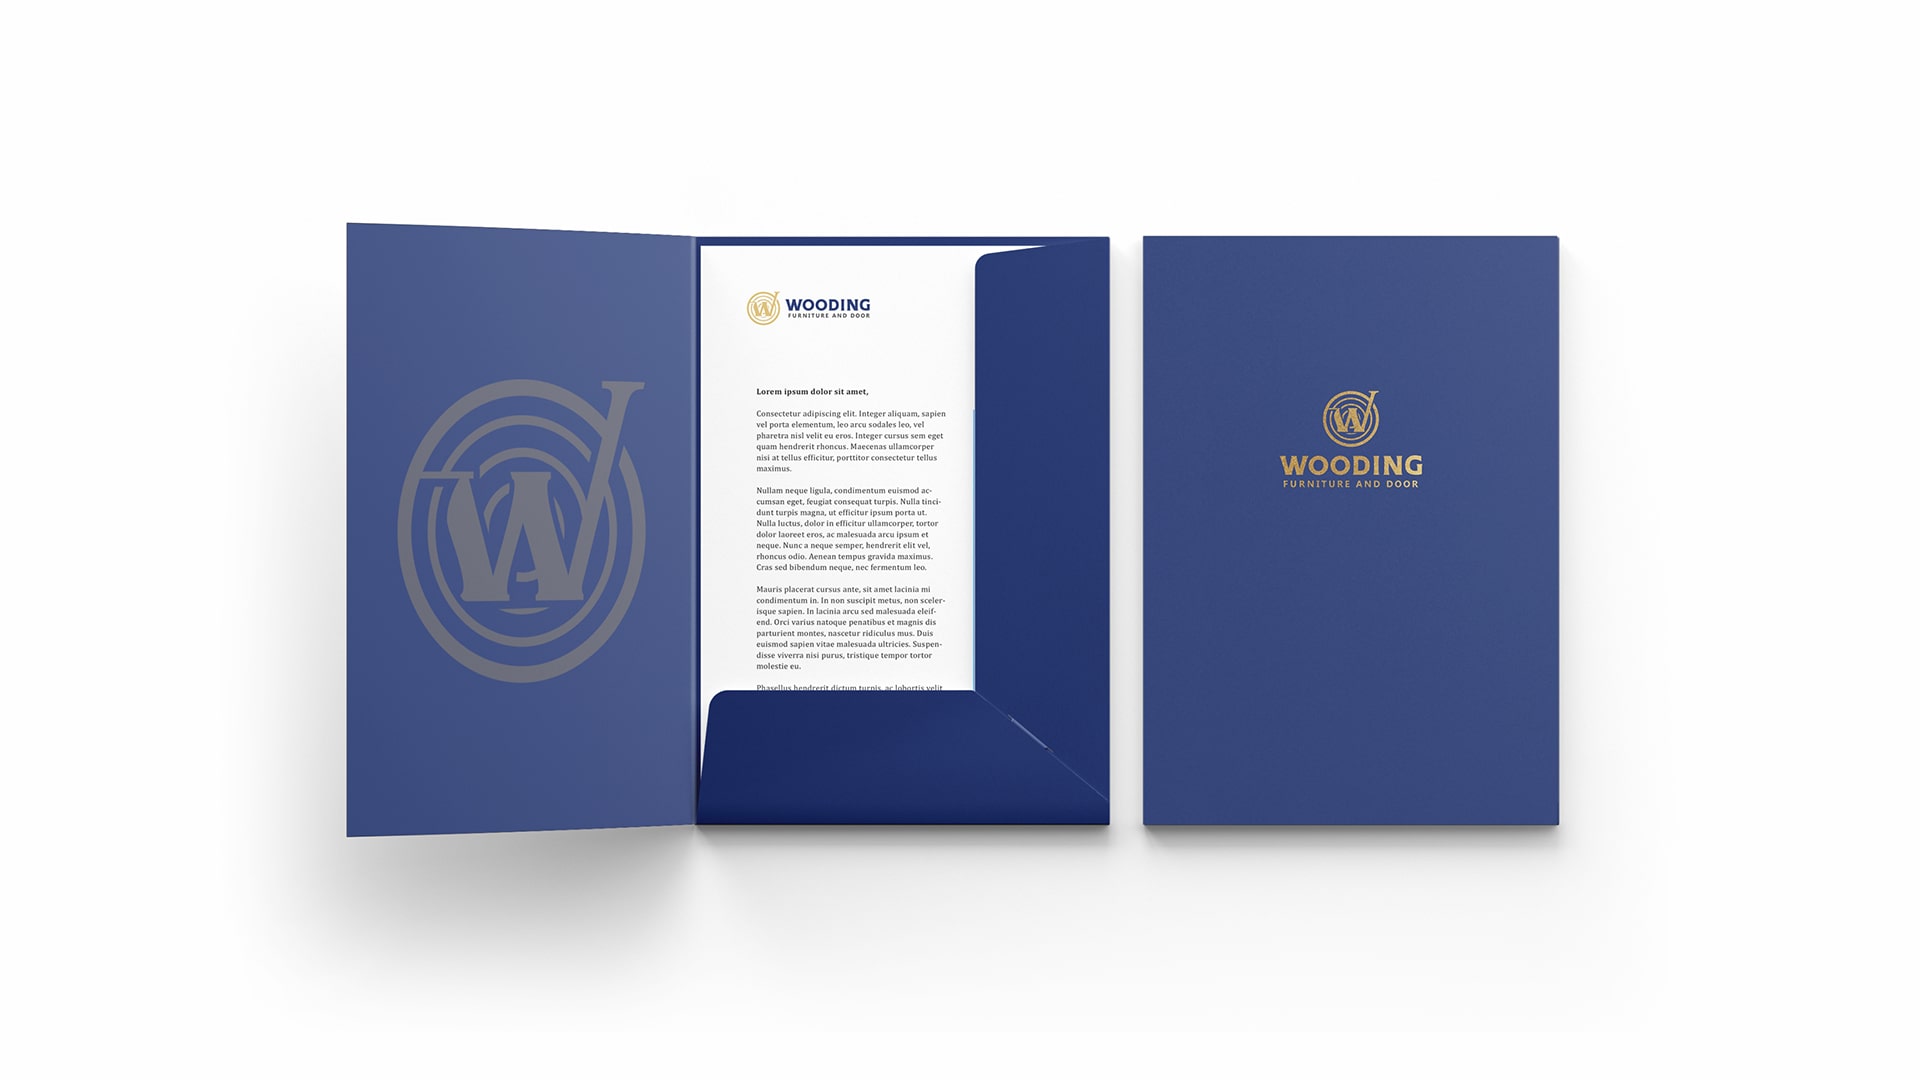 W
WOODING
FURNITURE AND DOOR
Lorem ipsum dolor sit amet,
Consectetur adipiscing elit. Integer aliquam, sapien
vel porta elementum, leo arcu sodales leo, vel
pharetra nisl velit eu eros. Integer cursus sem eget
quam hendrerit rhoncus. Maecenas ullamcorper
nisi at tellus efficitur, porttitor consectetur tellus
maximus.
Nullam neque ligula, condimentum euismod ac-
cumsan eget, feugiat consequat turpis. Nulla tinci-
dunt turpis magna, ut efficitur ipsum porta ut.
Nulla luctus, dolor in efficitur ullamcorper, tortor
dolor laoreet eros, ac malesuada arcu ipsum et
neque. Nunc a neque semper, hendrerit elit vel,
rhoncus odio. Aenean tempus gravida maximus.
Cras sed bibendum neque, nec fermentum leo.
Mauris placerat cursus ante, sit amet lacinia mi
condimentum in. In non suscipit metus, non sceler-
isque sapien. In lacinia arcu sed malesuada eleif-
end. Orci varius natoque penatibus et magnis dis
parturient montes, nascetur ridiculus mus. Duis
euismod sapien vitae malesuada ultricies. Suspen-
disse viverra nisi purus, tristique tempor tortor
molestie eu.
Phasellus hendrerit dictum turpis, ac lobortis velit
W
WOODING
FURNITURE AND DOOR